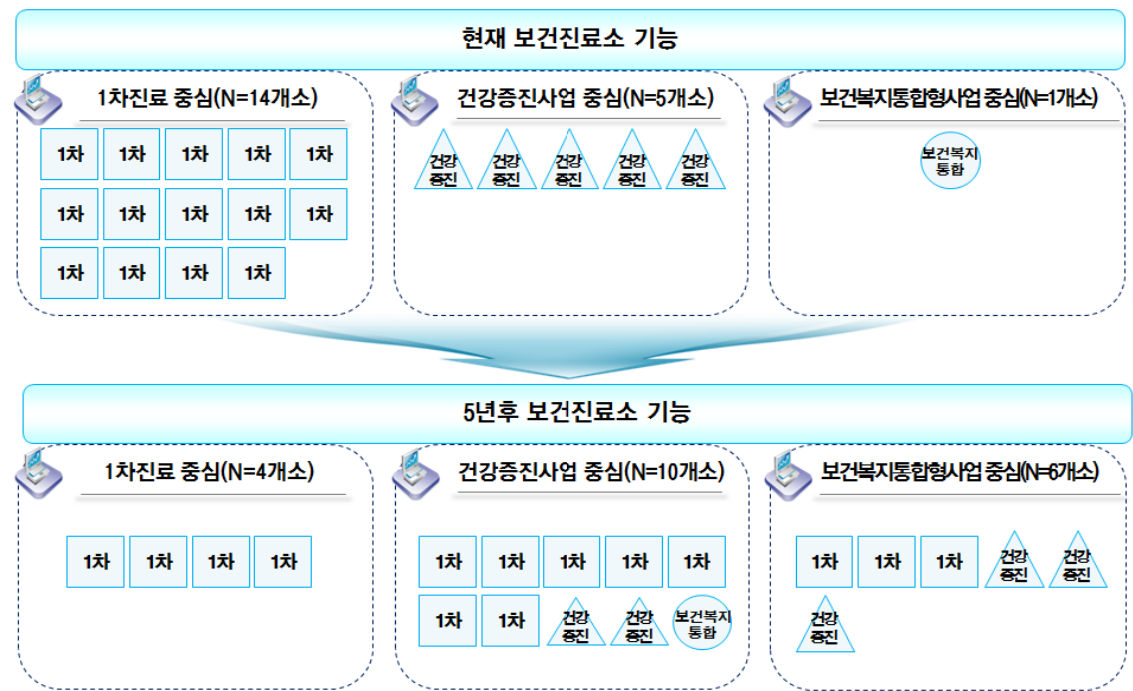 현재 보건진료소 기능
1차진료 중심(N=14개소)
1차 1차 1차 1차 1차
1차 1차 1차 1차 1차
1차 1차 1차 1차
건강증진사업 중심(N=5개소)
건강 건강 건강 건강 건강
증진 증진 증진 증진 증진
보건복지통합형사업 중심(N=1개소)
보건복지
통합
5년후 보건진료소 기능
1차진료 중심(N=4개소)
1차 1차 1차 1차
건강증진사업 중심(N=10개소)
1차 1차 1차 1차 1차
1차 1차 건강 건강 보건복지
증진 증진 통합
보건복지통합형사업 중심(N=6개소)
1차 1차 1차 건강 건강
증진 증진
건강
증진